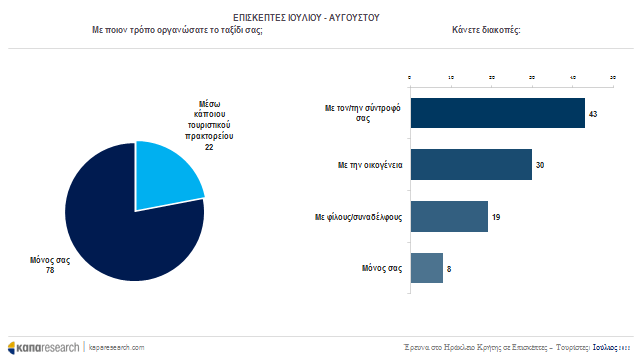 ΕΠΙΣΚΕΠΤΕΣ ΙΟΥΛΙΟΥ - ΑΥΓΟΥΣΤΟΥ
Με ποιον τρόπο οργανώσατε το ταξίδι σας;
Κάνετε διακοπές:
Μέσω
κάποιου
τουριστικού
πρακτορείου
22
Μόνος σας
78
0 10 20 30 40 50
Με τον/την σύντροφό
σας
43
Με την οικογένεια
30
Με φίλους/συναδέλφους
19
Μόνος σας
8
καπαresearch
kaparesearch.com
Έρευνα στο Ηράκλειο Κρήτης σε Επισκέπτες – Τουρίστες| Ιούλιος